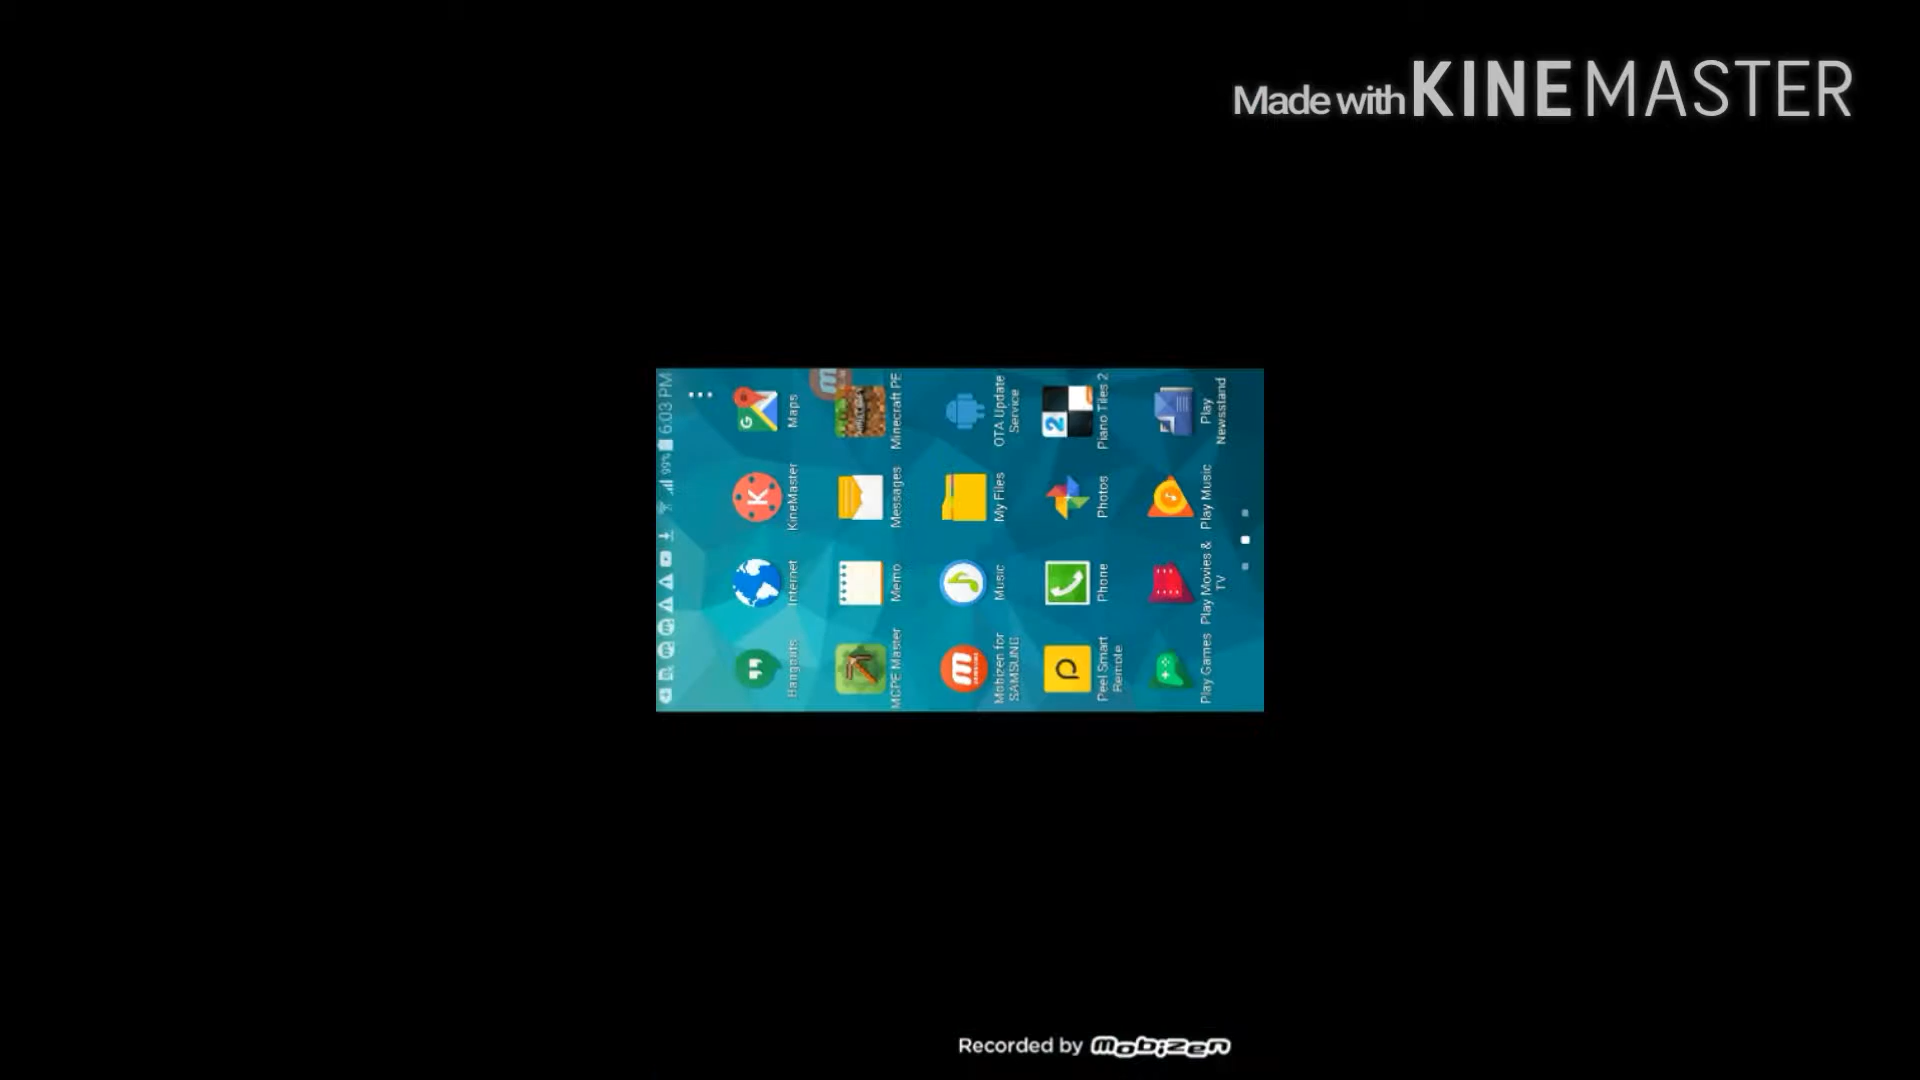 Made with KINEMASTER
99% 6:03 PM
Hangouts
Internet
KineMaster
Maps
MCPE Master
Memo
Messages
Minecraft PE
Mobizen for
SAMSUNG
Music
My Files
OTA Update
Service
Peel Smart
Remote
Phone
Photos
Piano Tiles 2
Play Games
Play Movies &
TV
Play Music
Play
Newsstand
Recorded by Mobizen